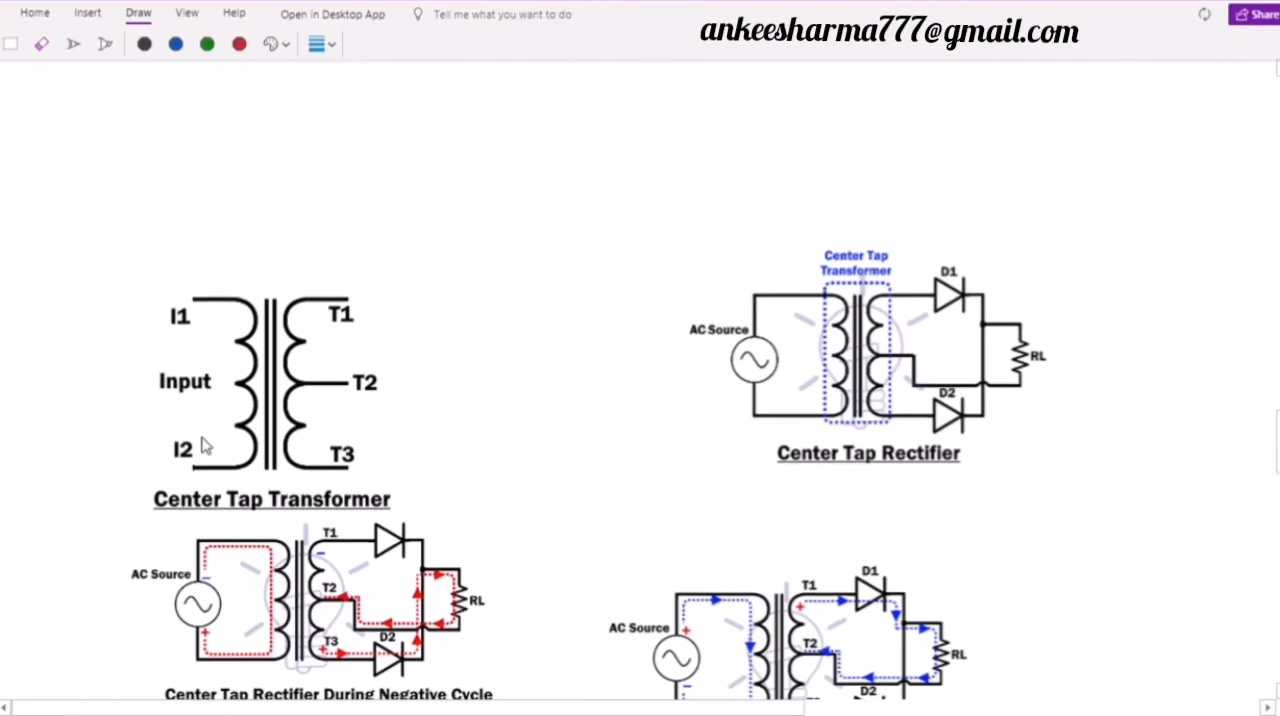 Home Insert Draw View Help Open in Desktop App Tell me what you want to do
ankeesharma777@gmail.com
Share
I1
Input
I2
T1
T2
T3
Center Tap Transformer
Center Tap
Transformer
D1
AC Source
RL
D2
Center Tap Rectifier
T1
AC Source
T2
RL
T3
D2
Center Tap Rectifier During Negative Cycle
D1
T1
AC Source
T2
RL
D2